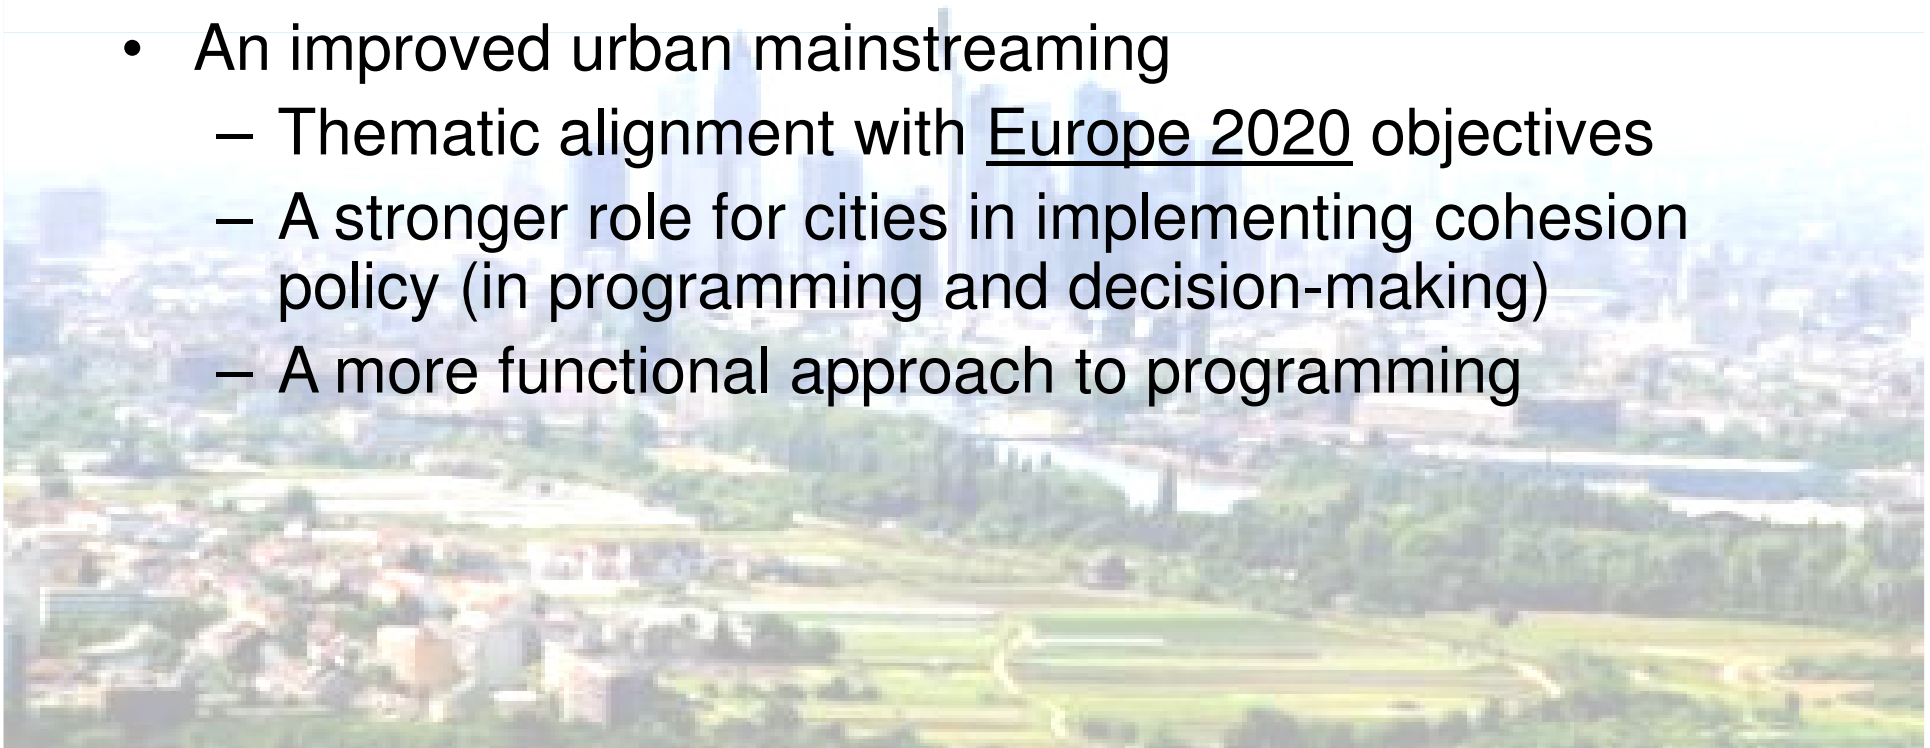 • An improved urban mainstreaming
– Thematic alignment with Europe 2020 objectives
– A stronger role for cities in implementing cohesion
policy (in programming and decision-making)
– A more functional approach to programming